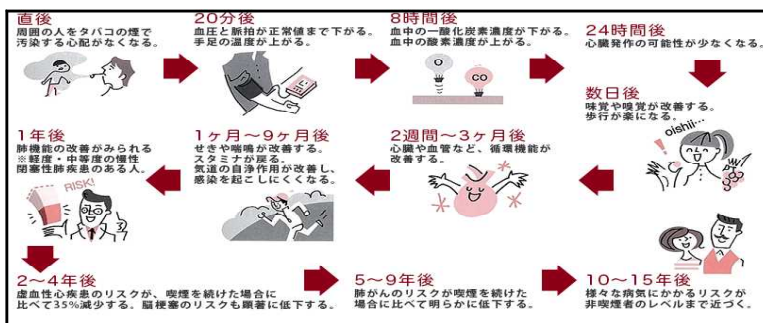 直後
周囲の人をタバコの煙で
汚染する心配がなくなる。
20分後
血圧と脈拍が正常値まで下がる。
手足の温度が上がる。
8時間後
血中の一酸化炭素濃度が下がる。
血中の酸素濃度が上がる。
O
CO
24時間後
心臓発作の可能性が少なくなる。
数日後
味覚や嗅覚が改善する。
歩行が楽になる。
oishii…
2週間～3ヶ月後
心臓や血管など、循環機能が
改善する。
1ヶ月～9ヶ月後
せきや喘鳴が改善する。
スタミナが戻る。
気道の自浄作用が改善し、
感染を起こしにくくなる。
1年後
肺機能の改善がみられる
※軽度・中等度の慢性
閉塞性肺疾患のある人。
RISK!
2～4年後
虚血性心疾患のリスクが、喫煙を続けた場合に
比べて35%減少する。脳梗塞のリスクも顕著に低下する。
5～9年後
肺がんのリスクが喫煙を続けた
場合に比べて明らかに低下する。
10～15年後
様々な病気にかかるリスクが
非喫煙者のレベルまで近づく。